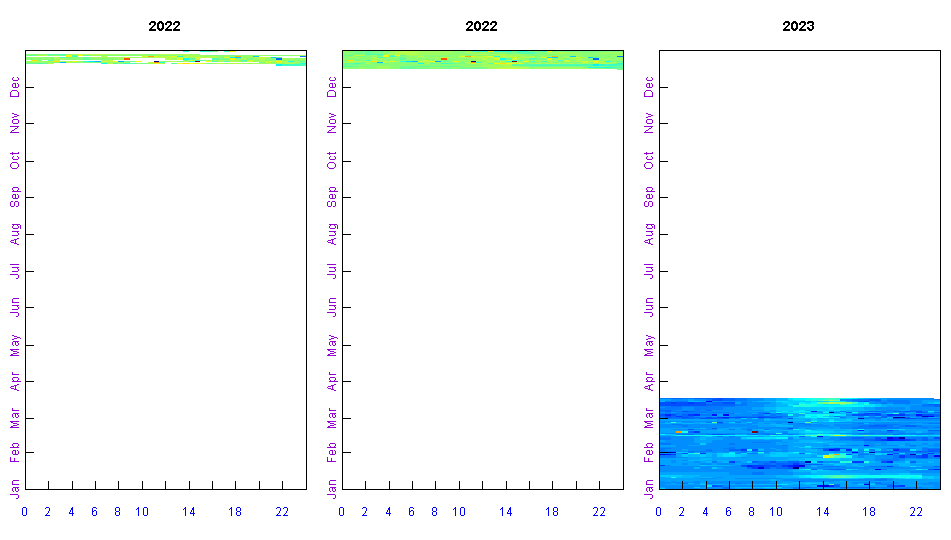 2022 2022 2023
Dec Dec Dec
Nov Nov Nov
Oct Oct Oct
Sep Sep Sep
Aug Aug Aug
Jul Jul Jul
Jun Jun Jun
May May May
Apr Apr Apr
Mar Mar Mar
Feb Feb Feb
Jan Jan Jan
0 2 4 6 8 10 14 18 22 0 2 4 6 8 10 14 18 22 0 2 4 6 8 10 14 18 22